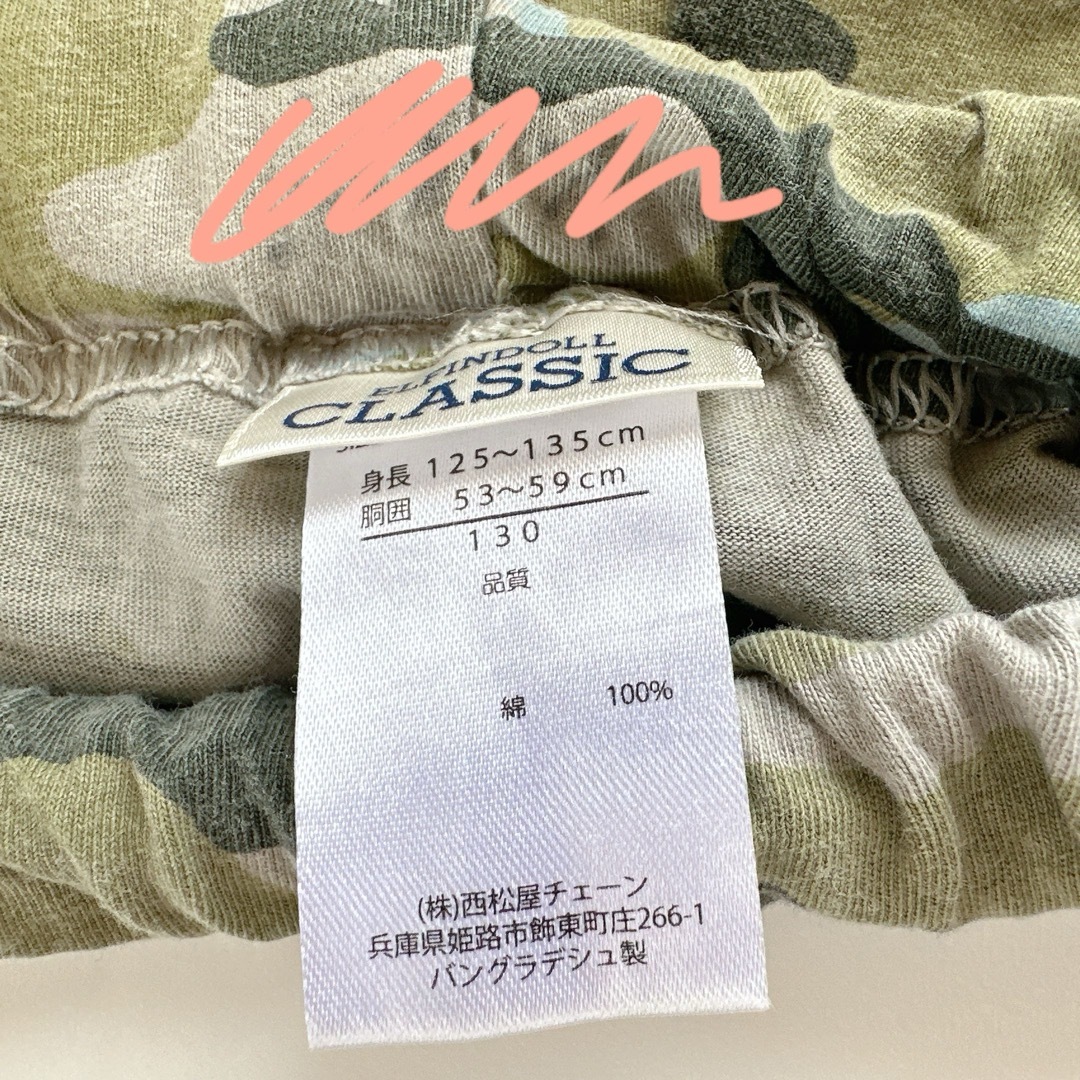 ELFINDOLL
CLASSIC
身長 125～135cm
胴囲 53～59cm
130
品質
綿 100%
(株)西松屋チェーン
兵庫県姫路市飾東町庄266-1
バングラデシュ製